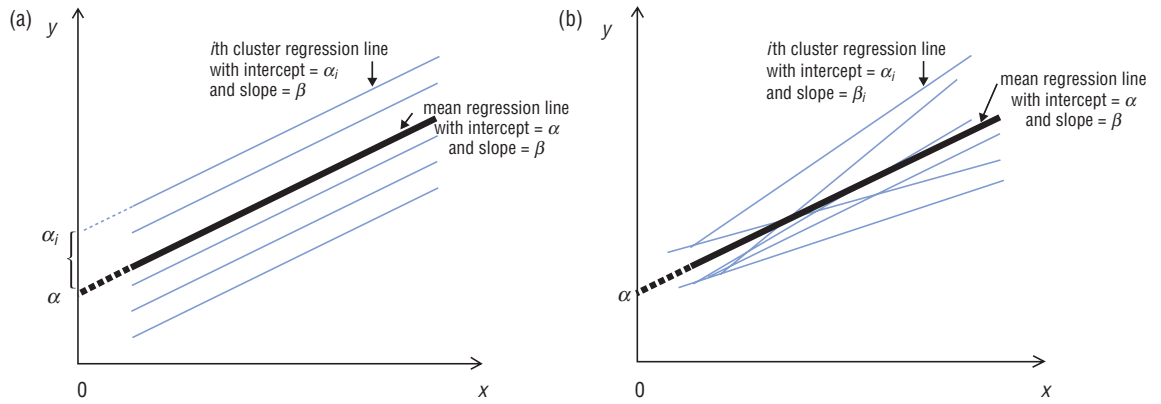 (a)
y
ith cluster regression line
with intercept = αᵢ
and slope = β
mean regression line
with intercept = α
and slope = β
αᵢ
α
0
x
(b)
y
ith cluster regression line
with intercept = αᵢ
and slope = βᵢ
mean regression line
with intercept = α
and slope = β
α
0
x